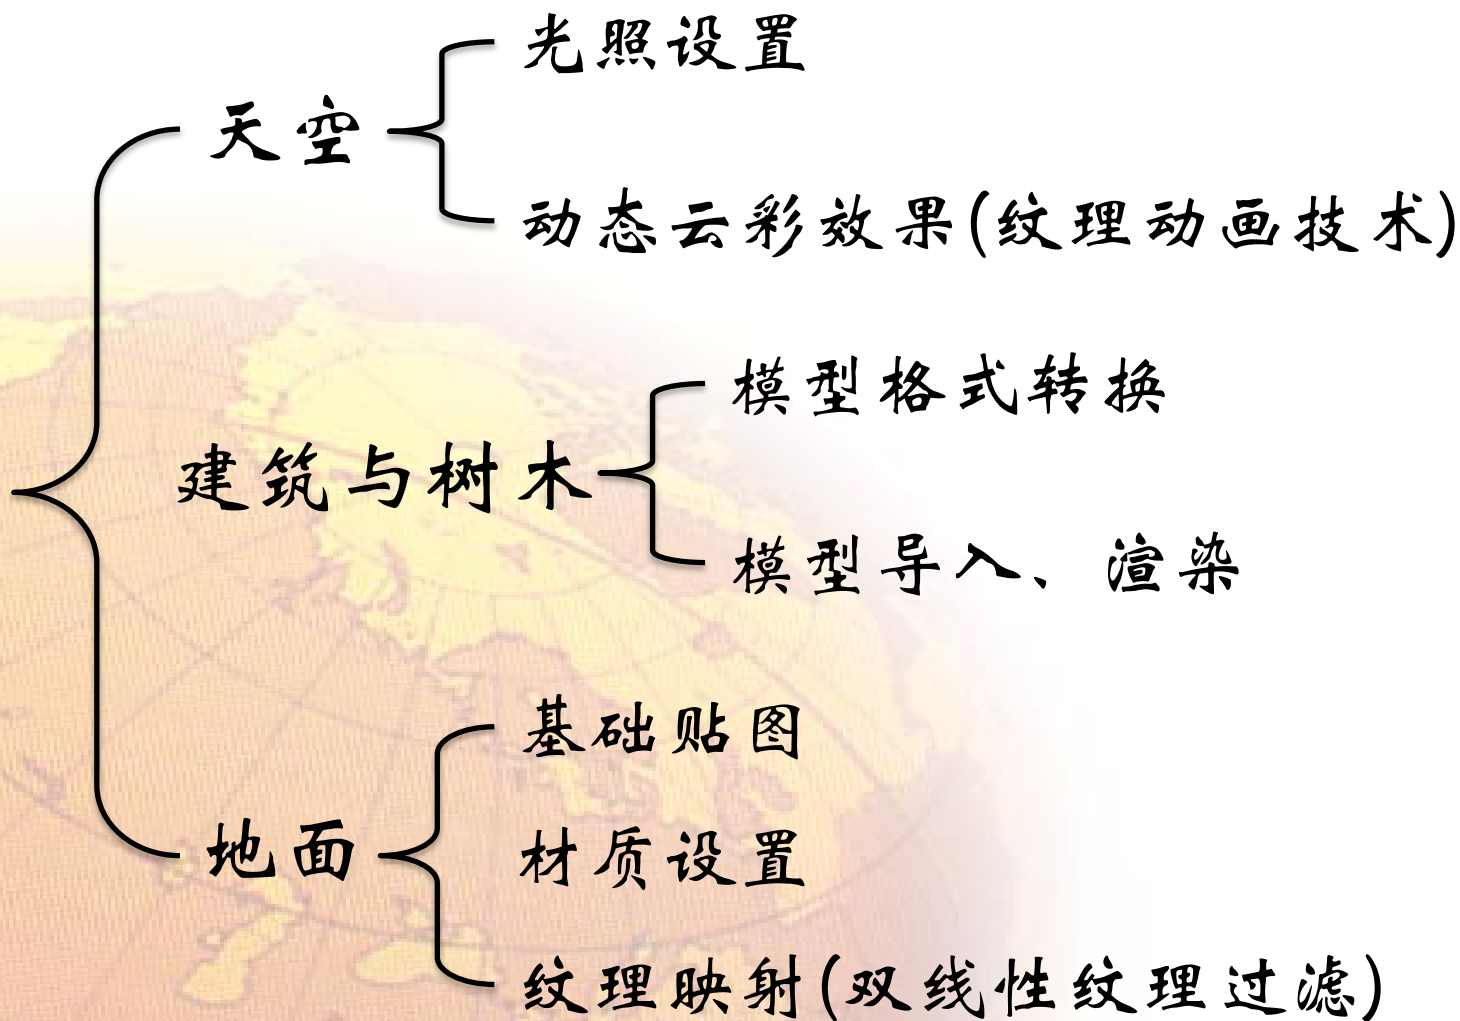 光照设置
天空
动态云彩效果(纹理动画技术)
模型格式转换
建筑与树木
模型导入、渲染
基础贴图
地面
材质设置
纹理映射(双线性纹理过滤)